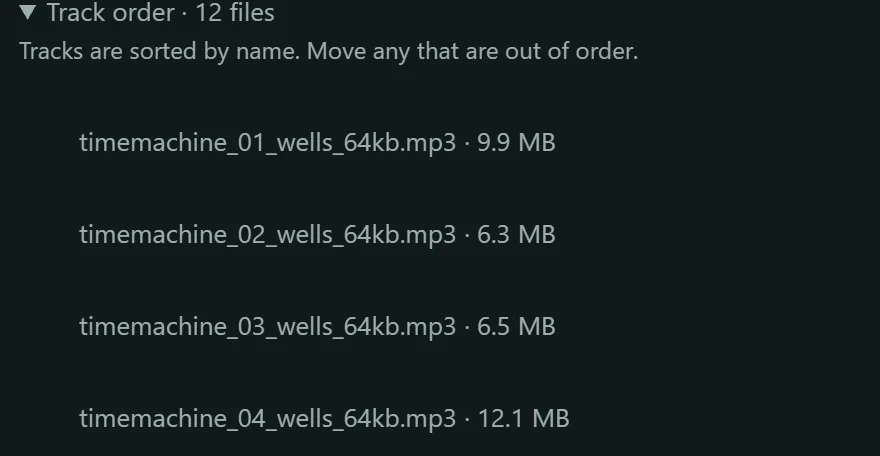 ▼ Track order · 12 files
Tracks are sorted by name. Move any that are out of order.
timemachine_01_wells_64kb.mp3 · 9.9 MB
timemachine_02_wells_64kb.mp3 · 6.3 MB
timemachine_03_wells_64kb.mp3 · 6.5 MB
timemachine_04_wells_64kb.mp3 · 12.1 MB